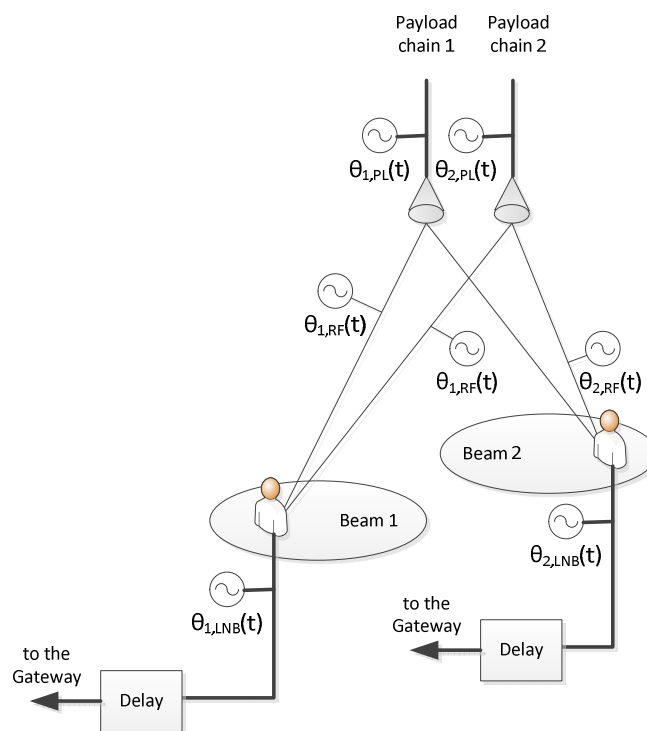 Payload
chain 1
Payload
chain 2
θ1,PL(t)
θ2,PL(t)
θ1,RF(t)
θ1,RF(t)
θ2,RF(t)
Beam 2
Beam 1
θ2,LNB(t)
θ1,LNB(t)
to the
Gateway
Delay
to the
Gateway
Delay